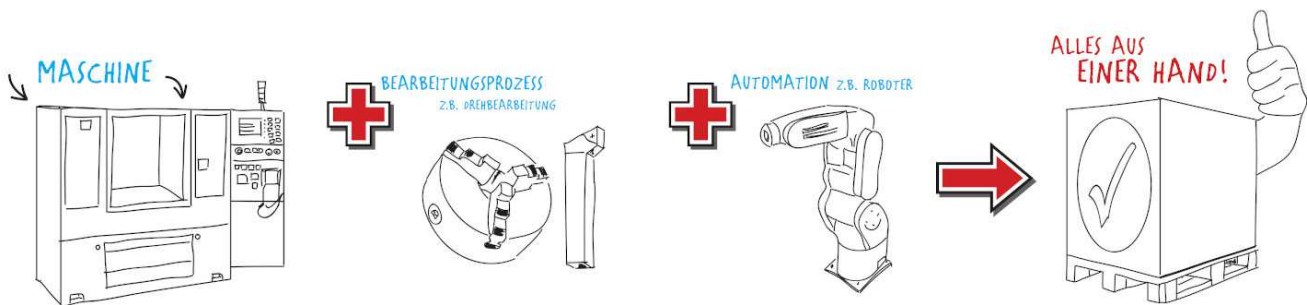 MASCHINE
BEARBEITUNGSPROZESS
Z.B. DREHBEARBEITUNG
AUTOMATION Z.B. ROBOTER
ALLES AUS
EINER HAND!